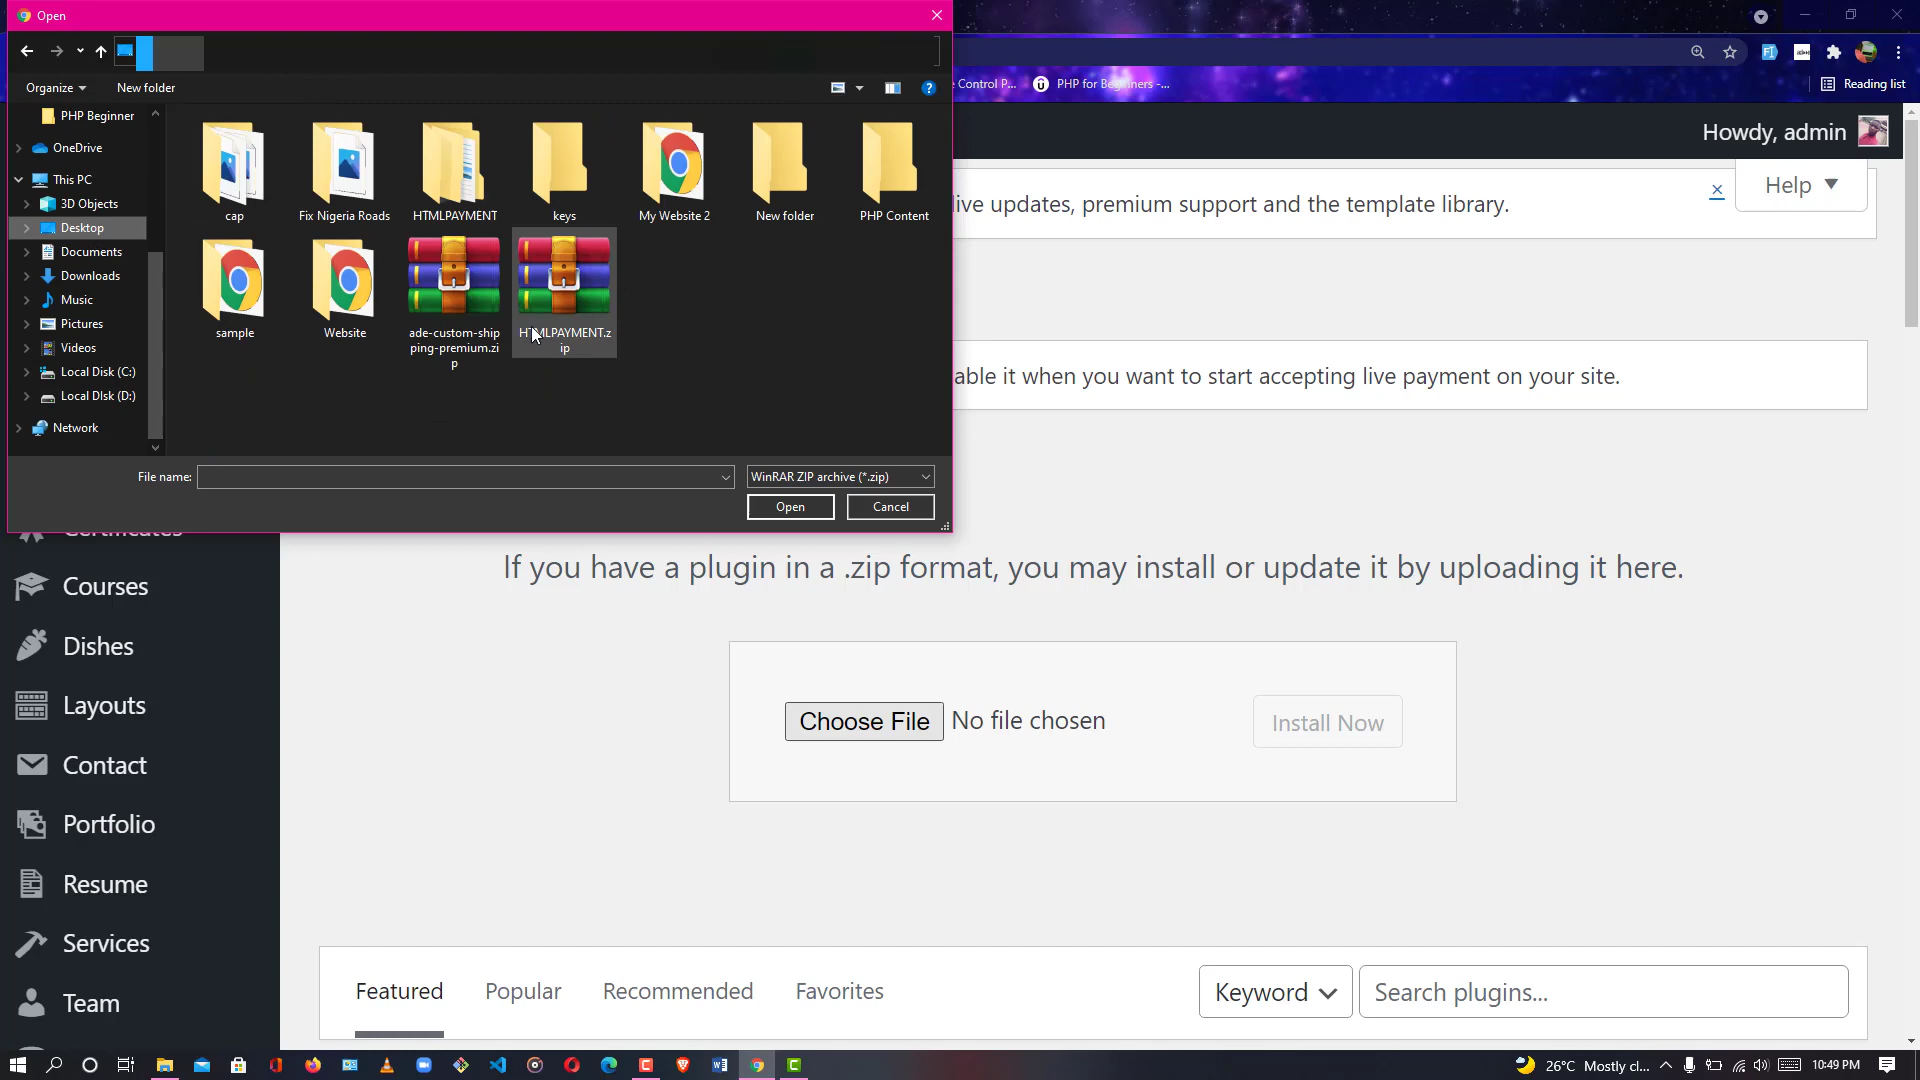 Open
Organize
New folder
PHP Beginner
OneDrive
This PC
3D Objects
Desktop
Documents
Downloads
Music
Pictures
Videos
Local Disk (C:)
Local DIsk (D:)
Network
cap
Fix Nigeria Roads
HTMLPAYMENT
keys
My Website 2
New folder
PHP Content
sample
Website
ade-custom-ship
ping-premium.zi
p
HTMLPAYMENT.z
ip
File name:
WinRAR ZIP archive (*.zip)
Open
Cancel
e Control P...
PHP for Beginners -...
Reading list
Howdy, admin
Help
live updates, premium support and the template library.
able it when you want to start accepting live payment on your site.
If you have a plugin in a .zip format, you may install or update it by uploading it here.
Choose File
No file chosen
Install Now
Certificates
Courses
Dishes
Layouts
Contact
Portfolio
Resume
Services
Team
Featured
Popular
Recommended
Favorites
Keyword
Search plugins...
26°C Mostly cl...
10:49 PM